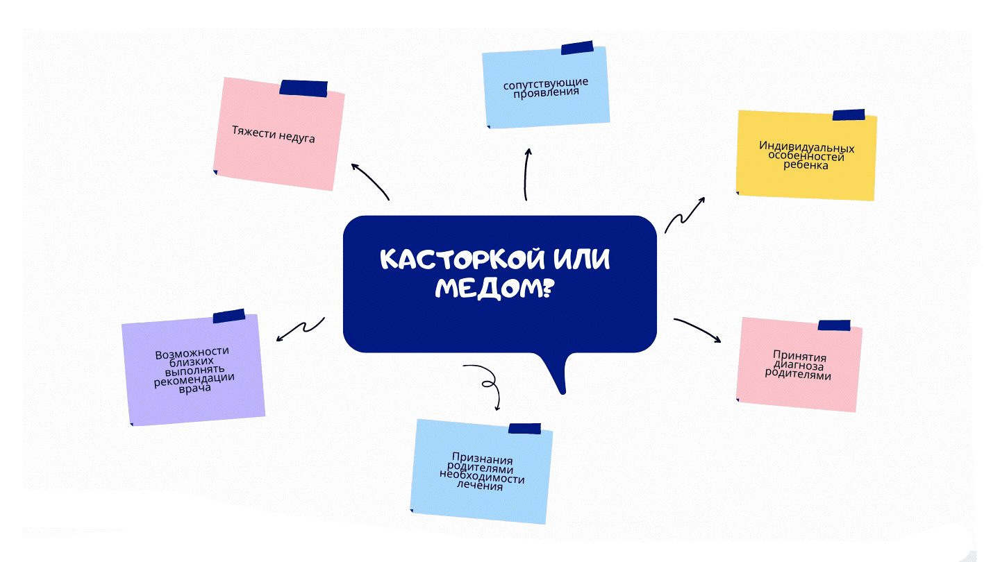 сопутствующие
проявления
Тяжести недуга
Индивидуальных
особенностей
ребенка
КАСТОРКОЙ ИЛИ
МЕДОМ?
Возможности
близких
выполнять
рекомендации
врача
Принятия
диагноза
родителями
Признания
родителями
необходимости
лечения